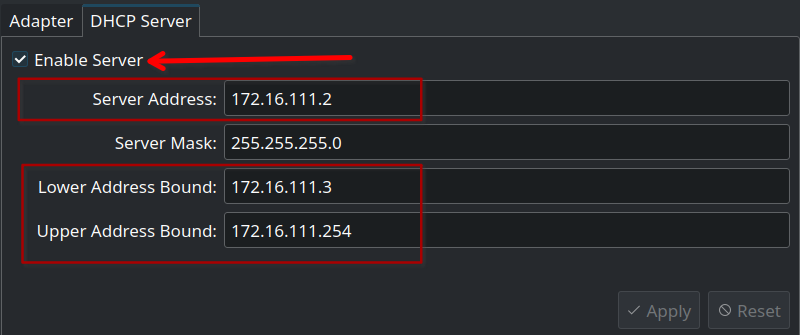 Adapter DHCP Server
Enable Server
Server Address: 172.16.111.2
Server Mask: 255.255.255.0
Lower Address Bound: 172.16.111.3
Upper Address Bound: 172.16.111.254
Apply Reset